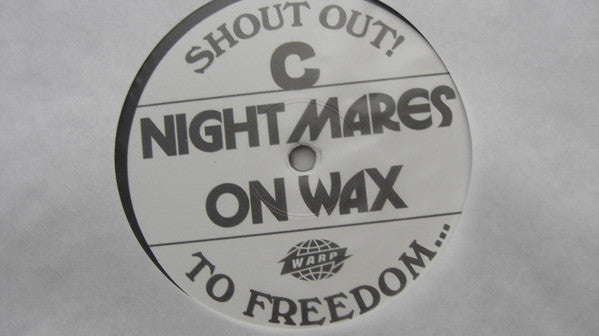 SHOUT OUT!
C
NIGHTMARES
ON WAX
WARP
TO FREEDOM...